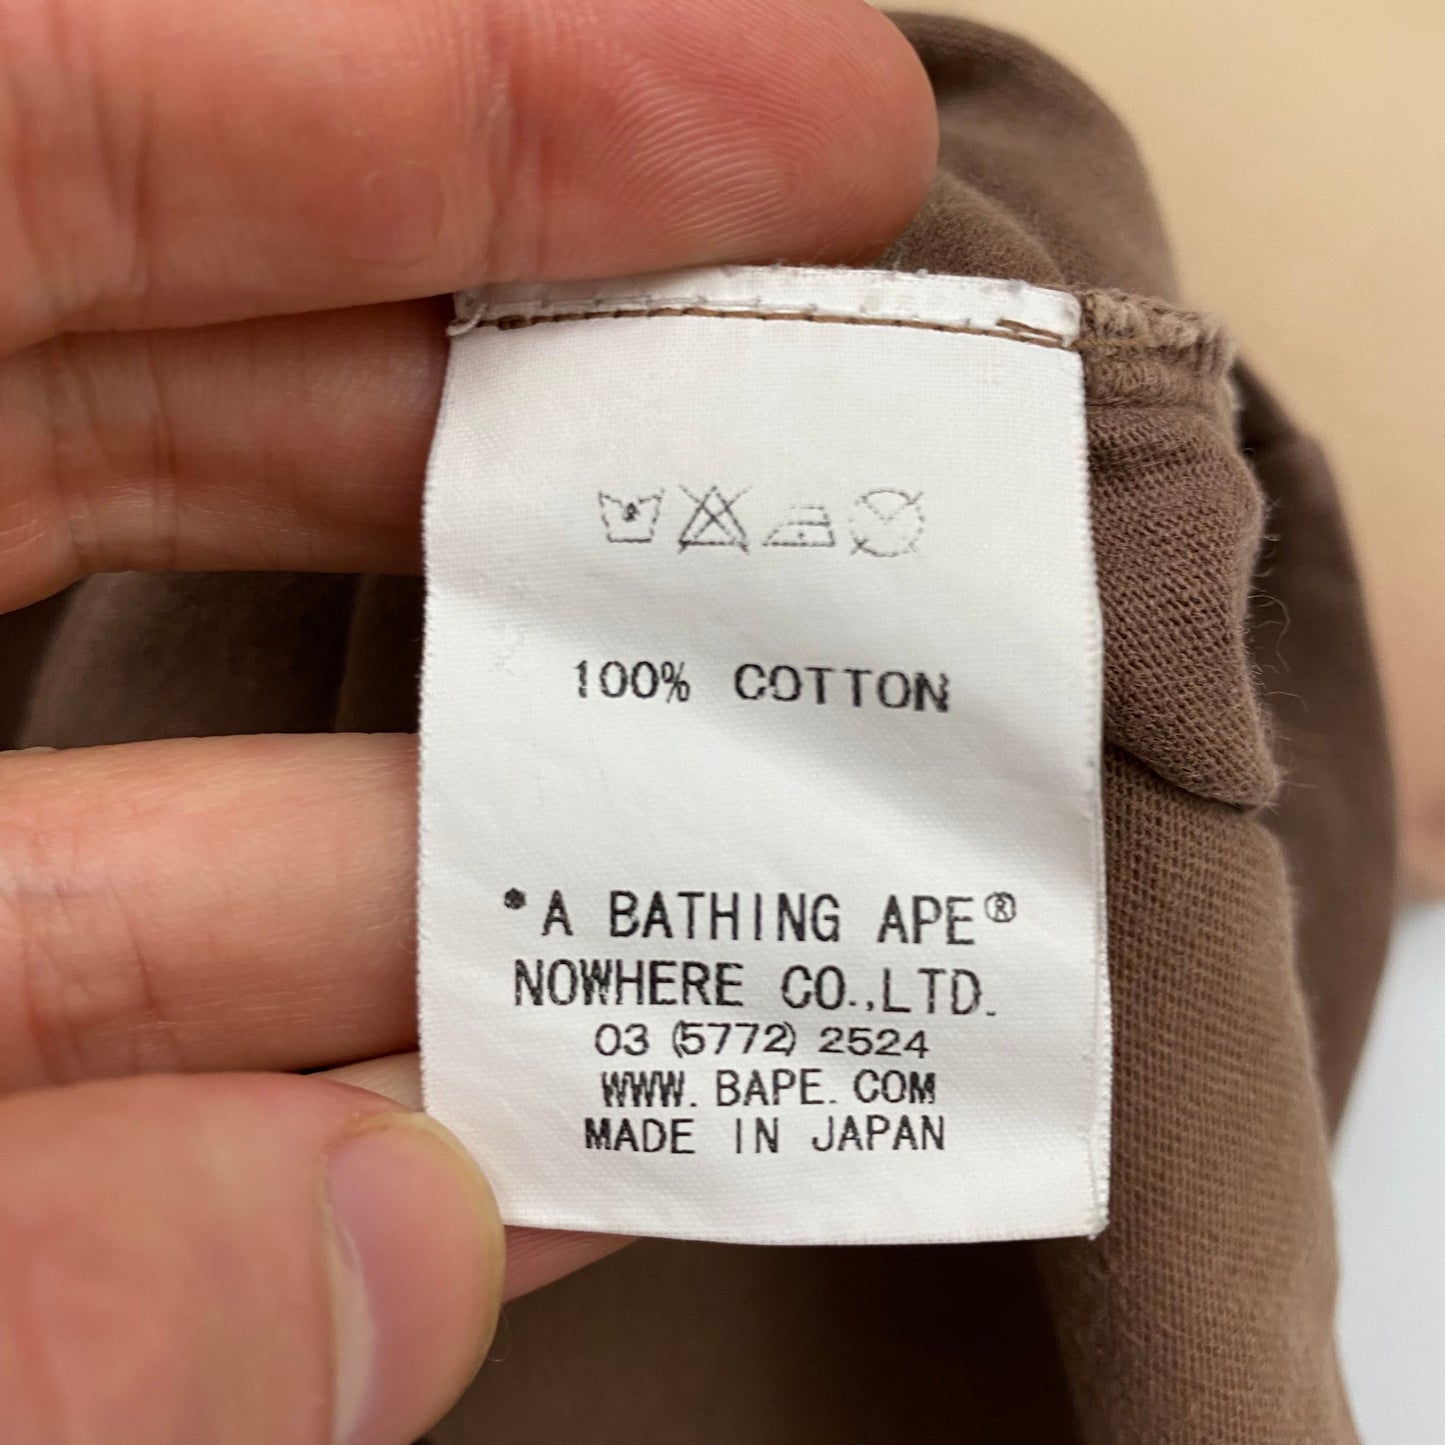 100% COTTON
*A BATHING APE®
NOWHERE CO.,LTD.
03 (5772) 2524
WWW. BAPE. COM
MADE IN JAPAN